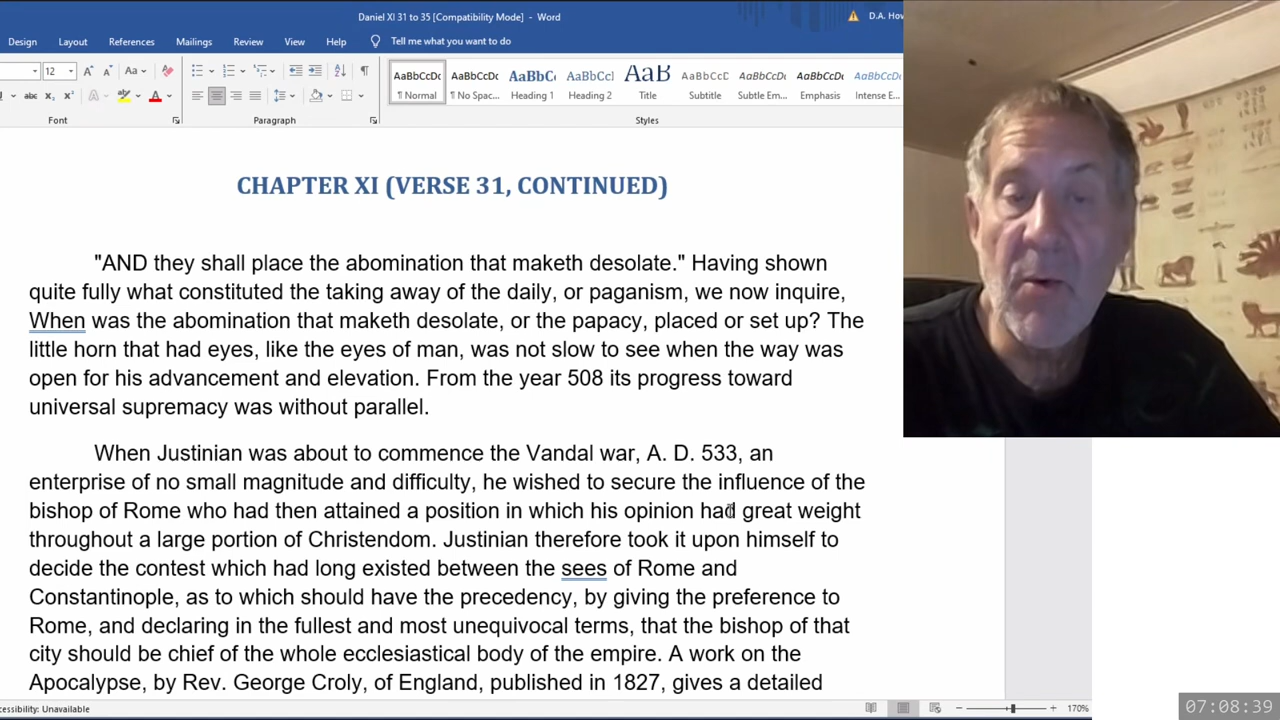 Daniel XI 31 to 35 [Compatibility Mode] - Word
D.A. How
Design Layout References Mailings Review View Help Tell me what you want to do
12 Aa
AaBbCcDc AaBbCcDc AaBbC AaBbCcI AaB AaBbCcD AaBbCcDc AaBbCcDc AaBbCcDc
¶ Normal ¶ No Spac... Heading 1 Heading 2 Title Subtitle Subtle Em... Emphasis Intense E...
Font Paragraph Styles
CHAPTER XI (VERSE 31, CONTINUED)
"AND they shall place the abomination that maketh desolate." Having shown
quite fully what constituted the taking away of the daily, or paganism, we now inquire,
When was the abomination that maketh desolate, or the papacy, placed or set up? The
little horn that had eyes, like the eyes of man, was not slow to see when the way was
open for his advancement and elevation. From the year 508 its progress toward
universal supremacy was without parallel.
When Justinian was about to commence the Vandal war, A. D. 533, an
enterprise of no small magnitude and difficulty, he wished to secure the influence of the
bishop of Rome who had then attained a position in which his opinion had great weight
throughout a large portion of Christendom. Justinian therefore took it upon himself to
decide the contest which had long existed between the sees of Rome and
Constantinople, as to which should have the precedency, by giving the preference to
Rome, and declaring in the fullest and most unequivocal terms, that the bishop of that
city should be chief of the whole ecclesiastical body of the empire. A work on the
Apocalypse, by Rev. George Croly, of England, published in 1827, gives a detailed
cessibility: Unavailable
170%
07:08:39